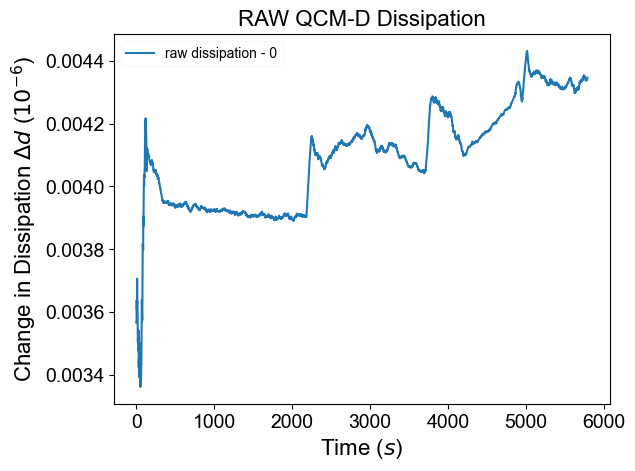 RAW QCM-D Dissipation
raw dissipation - 0
Change in Dissipation Δd (10⁻⁶)
0.0044
0.0042
0.0040
0.0038
0.0036
0.0034
0 1000 2000 3000 4000 5000 6000
Time (s)